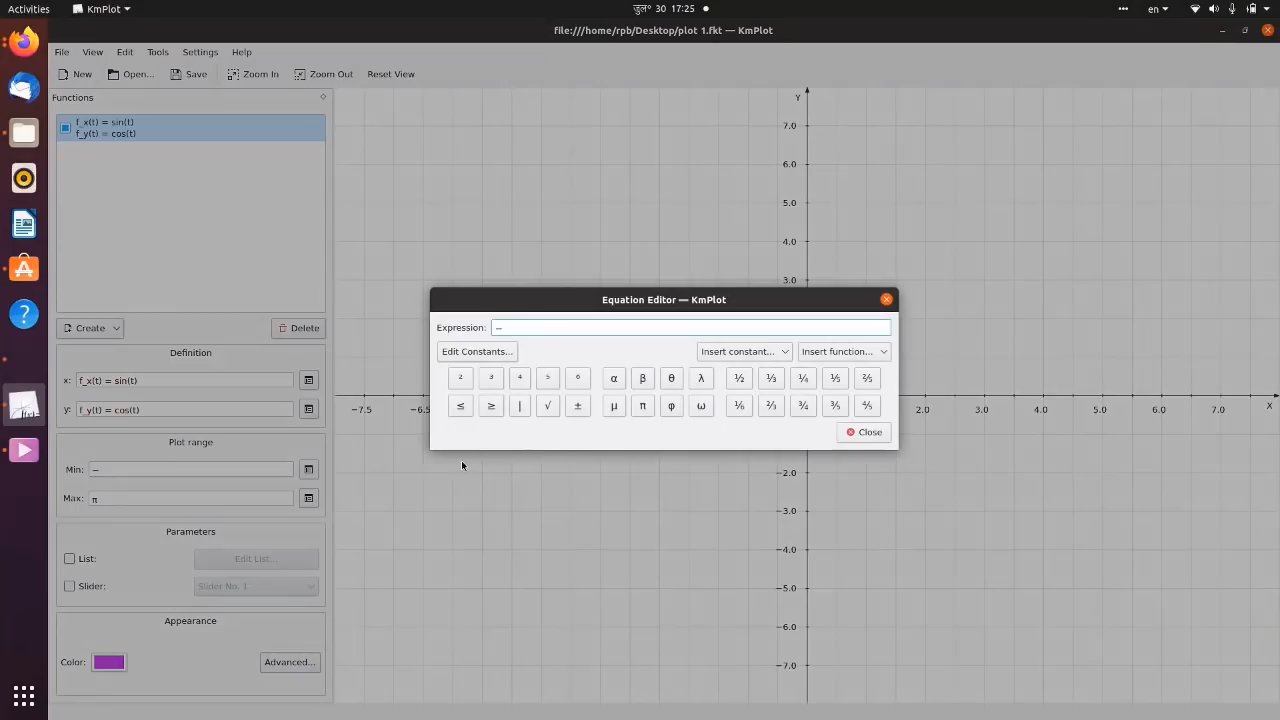 Activities KmPlot जुल॰ 30 17:25 en
file:///home/rpb/Desktop/plot 1.fkt — KmPlot
File View Edit Tools Settings Help
New Open... Save Zoom In Zoom Out Reset View
Functions
f_x(t) = sin(t)
f_y(t) = cos(t)
Create Delete
Definition
x: f_x(t) = sin(t)
y: f_y(t) = cos(t)
Plot range
Min: −
Max: π
Parameters
List: Edit List...
Slider: Slider No. 1
Appearance
Color: Advanced...
Y
7.0
6.0
5.0
4.0
3.0
−7.5 −6.5 2.0 3.0 4.0 5.0 6.0 7.0 X
−2.0
−3.0
−4.0
−5.0
−6.0
−7.0
Equation Editor — KmPlot
Expression: −
Edit Constants... Insert constant... Insert function...
² ³ ⁴ ⁵ ⁶ α β θ λ ½ ⅓ ¼ ⅕ ⅖
≤ ≥ | √ ± μ π φ ω ⅙ ⅔ ¾ ⅗ ⅘
Close